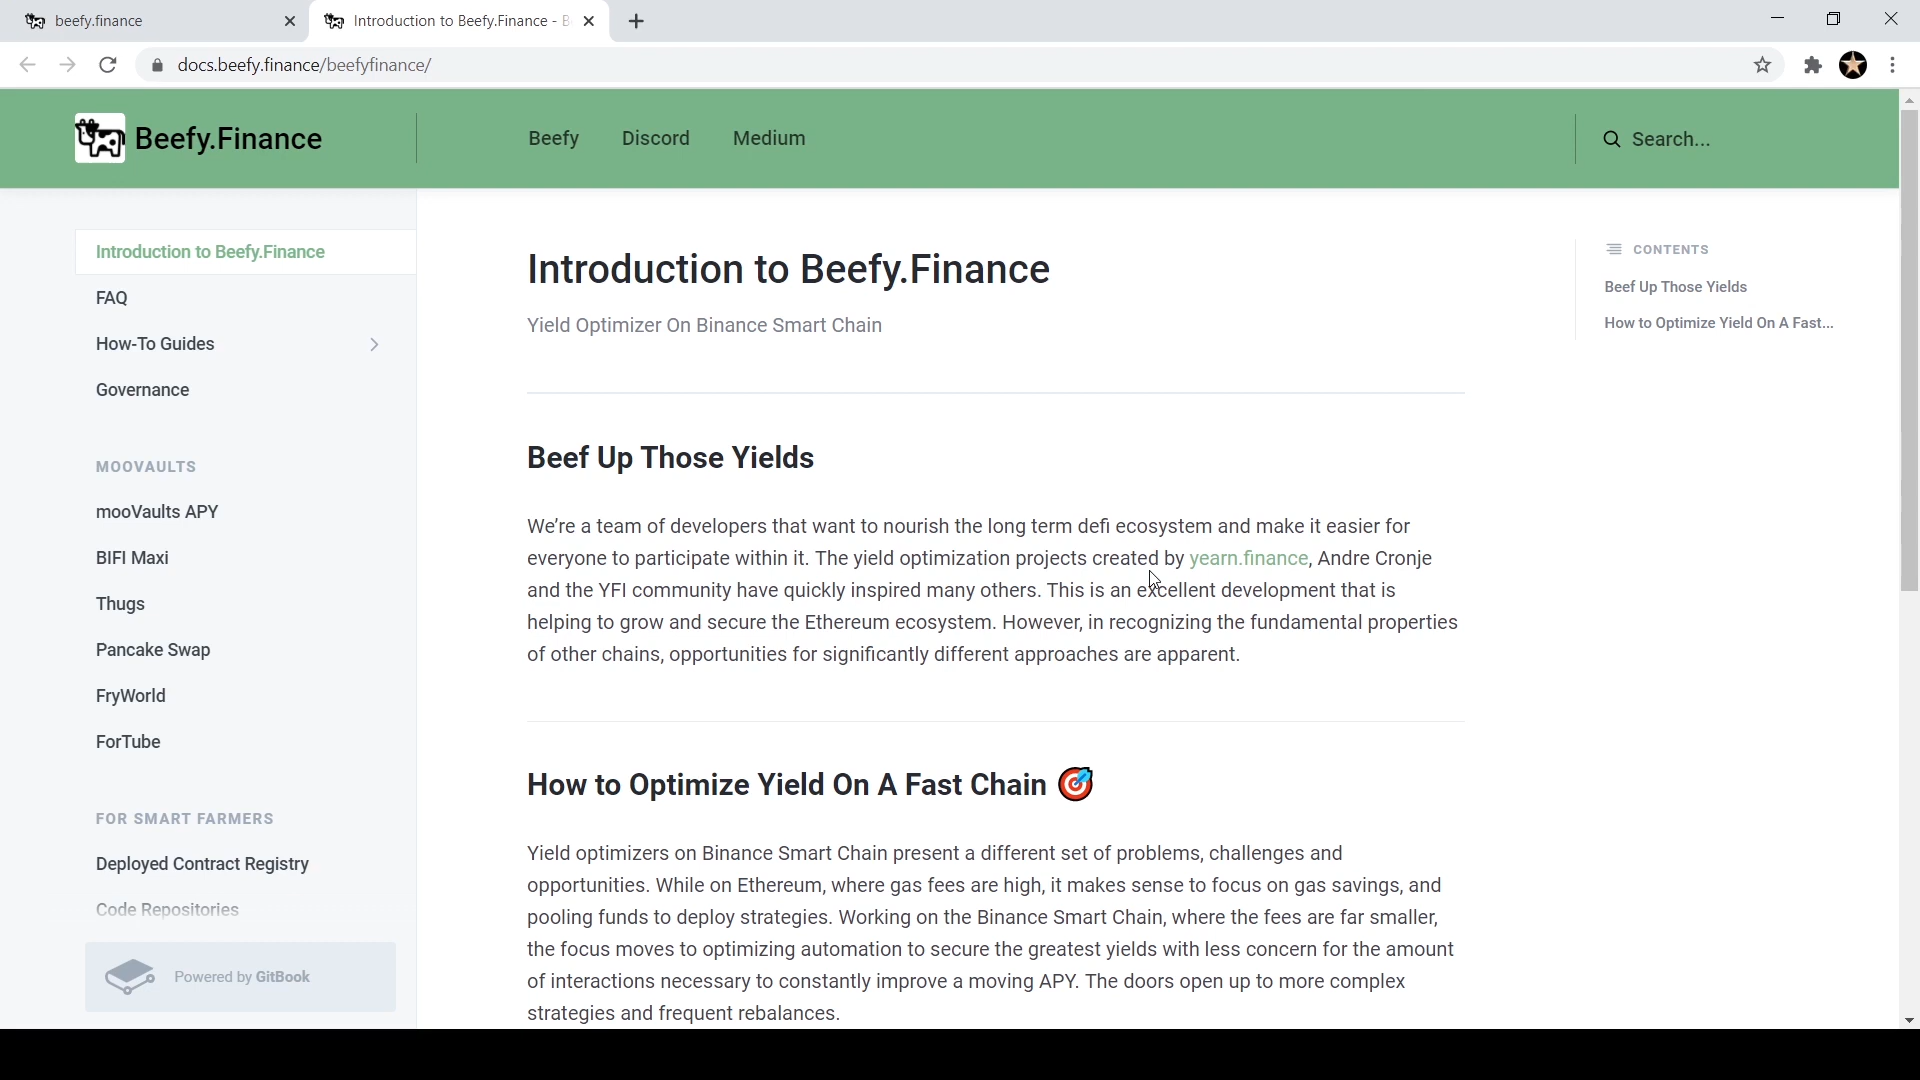 beefy.finance
Introduction to Beefy.Finance - B
docs.beefy.finance/beefyfinance/
Beefy.Finance
Beefy
Discord
Medium
Search...
Introduction to Beefy.Finance
FAQ
How-To Guides
Governance
MOOVAULTS
mooVaults APY
BIFI Maxi
Thugs
Pancake Swap
FryWorld
ForTube
FOR SMART FARMERS
Deployed Contract Registry
Code Repositories
Powered by GitBook
Introduction to Beefy.Finance
Yield Optimizer On Binance Smart Chain
Beef Up Those Yields
We’re a team of developers that want to nourish the long term defi ecosystem and make it easier for
everyone to participate within it. The yield optimization projects created by yearn.finance, Andre Cronje
and the YFI community have quickly inspired many others. This is an excellent development that is
helping to grow and secure the Ethereum ecosystem. However, in recognizing the fundamental properties
of other chains, opportunities for significantly different approaches are apparent.
How to Optimize Yield On A Fast Chain 🎯
Yield optimizers on Binance Smart Chain present a different set of problems, challenges and
opportunities. While on Ethereum, where gas fees are high, it makes sense to focus on gas savings, and
pooling funds to deploy strategies. Working on the Binance Smart Chain, where the fees are far smaller,
the focus moves to optimizing automation to secure the greatest yields with less concern for the amount
of interactions necessary to constantly improve a moving APY. The doors open up to more complex
strategies and frequent rebalances.
CONTENTS
Beef Up Those Yields
How to Optimize Yield On A Fast...